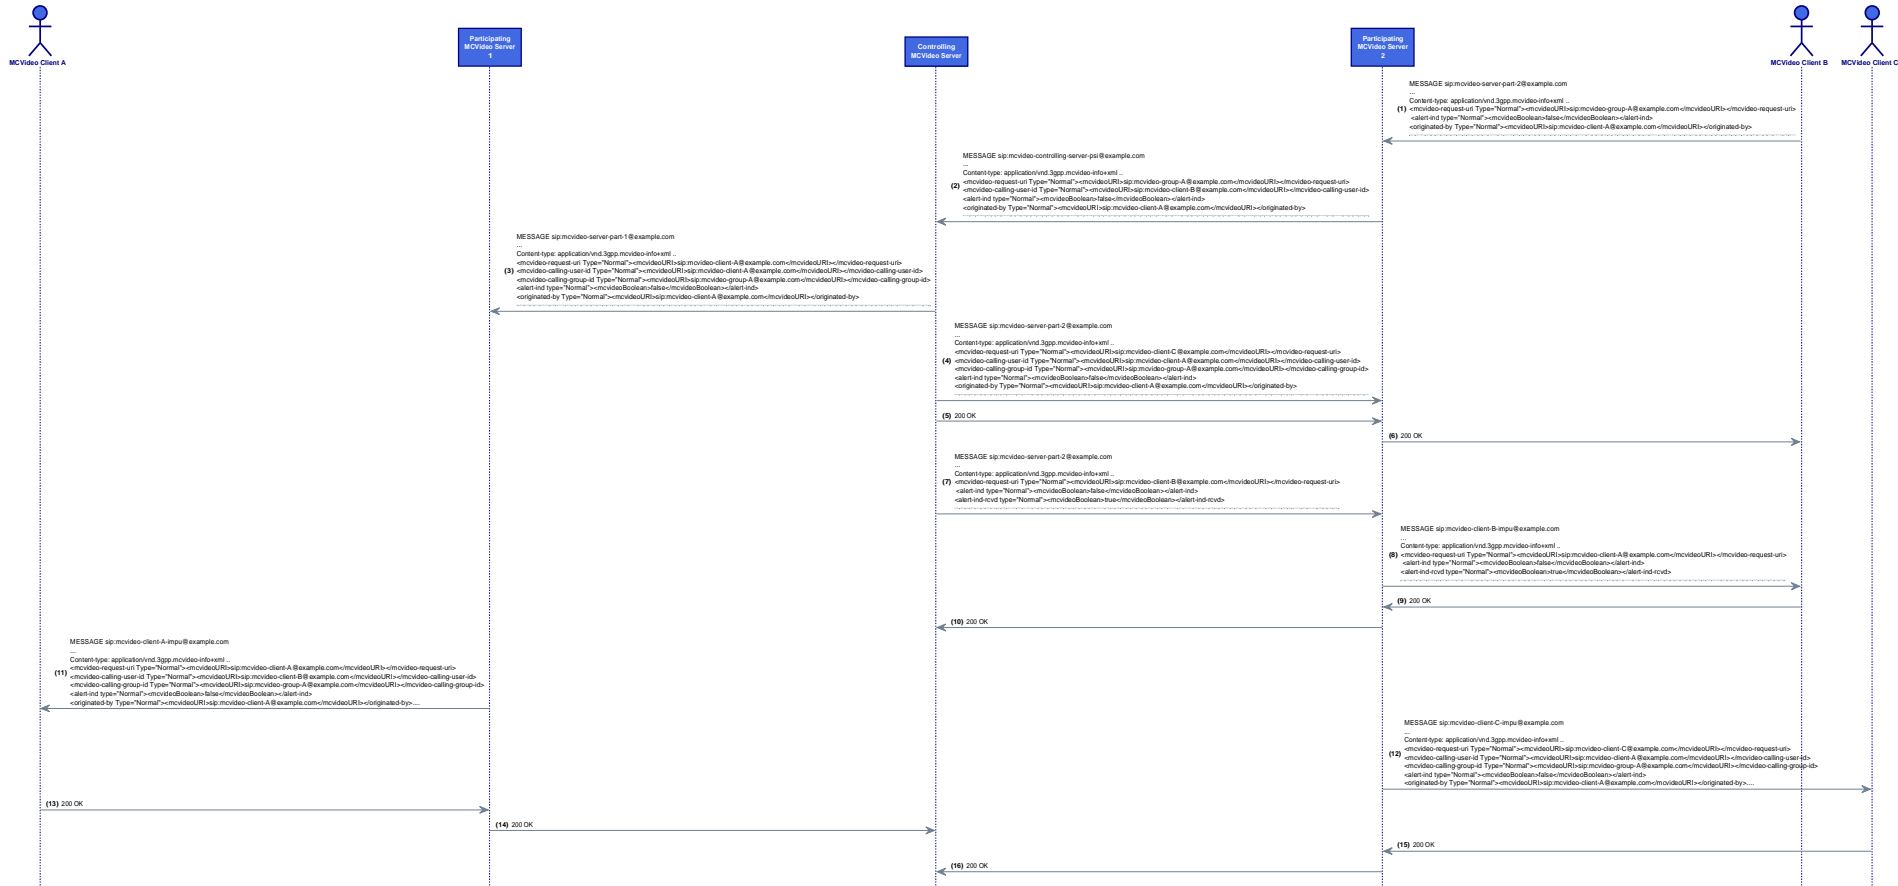 MCVideo Client A
Participating
MCVideo Server
1
Controlling
MCVideo Server
Participating
MCVideo Server
2
MCVideo Client B
MCVideo Client C
MESSAGE sip:mcvideo-server-part-2@example.com
...
Content-type: application/vnd.3gpp.mcvideo-info+xml ..
(1) <mcvideo-request-uri Type="Normal"><mcvideoURI>sip:mcvideo-group-A@example.com</mcvideoURI></mcvideo-request-uri>
<alert-ind type="Normal"><mcvideoBoolean>false</mcvideoBoolean></alert-ind>
<originated-by Type="Normal"><mcvideoURI>sip:mcvideo-client-A@example.com</mcvideoURI></originated-by>
MESSAGE sip:mcvideo-controlling-server-psi@example.com
...
Content-type: application/vnd.3gpp.mcvideo-info+xml ..
<mcvideo-request-uri Type="Normal"><mcvideoURI>sip:mcvideo-group-A@example.com</mcvideoURI></mcvideo-request-uri>
(2) <mcvideo-calling-user-id Type="Normal"><mcvideoURI>sip:mcvideo-client-B@example.com</mcvideoURI></mcvideo-calling-user-id>
<alert-ind type="Normal"><mcvideoBoolean>false</mcvideoBoolean></alert-ind>
<originated-by Type="Normal"><mcvideoURI>sip:mcvideo-client-A@example.com</mcvideoURI></originated-by>
MESSAGE sip:mcvideo-server-part-1@example.com
...
Content-type: application/vnd.3gpp.mcvideo-info+xml ..
<mcvideo-request-uri Type="Normal"><mcvideoURI>sip:mcvideo-client-A@example.com</mcvideoURI></mcvideo-request-uri>
(3) <mcvideo-calling-user-id Type="Normal"><mcvideoURI>sip:mcvideo-client-A@example.com</mcvideoURI></mcvideo-calling-user-id>
<mcvideo-calling-group-id Type="Normal"><mcvideoURI>sip:mcvideo-group-A@example.com</mcvideoURI></mcvideo-calling-group-id>
<alert-ind type="Normal"><mcvideoBoolean>false</mcvideoBoolean></alert-ind>
<originated-by Type="Normal"><mcvideoURI>sip:mcvideo-client-A@example.com</mcvideoURI></originated-by>
MESSAGE sip:mcvideo-server-part-2@example.com
...
Content-type: application/vnd.3gpp.mcvideo-info+xml ..
<mcvideo-request-uri Type="Normal"><mcvideoURI>sip:mcvideo-client-C@example.com</mcvideoURI></mcvideo-request-uri>
(4) <mcvideo-calling-user-id Type="Normal"><mcvideoURI>sip:mcvideo-client-A@example.com</mcvideoURI></mcvideo-calling-user-id>
<mcvideo-calling-group-id Type="Normal"><mcvideoURI>sip:mcvideo-group-A@example.com</mcvideoURI></mcvideo-calling-group-id>
<alert-ind type="Normal"><mcvideoBoolean>false</mcvideoBoolean></alert-ind>
<originated-by Type="Normal"><mcvideoURI>sip:mcvideo-client-A@example.com</mcvideoURI></originated-by>
(5) 200 OK
(6) 200 OK
MESSAGE sip:mcvideo-server-part-2@example.com
...
Content-type: application/vnd.3gpp.mcvideo-info+xml ..
(7) <mcvideo-request-uri Type="Normal"><mcvideoURI>sip:mcvideo-client-B@example.com</mcvideoURI></mcvideo-request-uri>
<alert-ind type="Normal"><mcvideoBoolean>false</mcvideoBoolean></alert-ind>
<alert-ind-rcvd type="Normal"><mcvideoBoolean>true</mcvideoBoolean></alert-ind-rcvd>
MESSAGE sip:mcvideo-client-B-impu@example.com
...
Content-type: application/vnd.3gpp.mcvideo-info+xml ..
(8) <mcvideo-request-uri Type="Normal"><mcvideoURI>sip:mcvideo-client-A@example.com</mcvideoURI></mcvideo-request-uri>
<alert-ind type="Normal"><mcvideoBoolean>false</mcvideoBoolean></alert-ind>
<alert-ind-rcvd type="Normal"><mcvideoBoolean>true</mcvideoBoolean></alert-ind-rcvd>
(9) 200 OK
(10) 200 OK
MESSAGE sip:mcvideo-client-A-impu@example.com
...
Content-type: application/vnd.3gpp.mcvideo-info+xml ..
<mcvideo-request-uri Type="Normal"><mcvideoURI>sip:mcvideo-client-A@example.com</mcvideoURI></mcvideo-request-uri>
(11) <mcvideo-calling-user-id Type="Normal"><mcvideoURI>sip:mcvideo-client-B@example.com</mcvideoURI></mcvideo-calling-user-id>
<mcvideo-calling-group-id Type="Normal"><mcvideoURI>sip:mcvideo-group-A@example.com</mcvideoURI></mcvideo-calling-group-id>
<alert-ind type="Normal"><mcvideoBoolean>false</mcvideoBoolean></alert-ind>
<originated-by Type="Normal"><mcvideoURI>sip:mcvideo-client-A@example.com</mcvideoURI></originated-by>....
MESSAGE sip:mcvideo-client-C-impu@example.com
...
Content-type: application/vnd.3gpp.mcvideo-info+xml ..
<mcvideo-request-uri Type="Normal"><mcvideoURI>sip:mcvideo-client-C@example.com</mcvideoURI></mcvideo-request-uri>
(12) <mcvideo-calling-user-id Type="Normal"><mcvideoURI>sip:mcvideo-client-A@example.com</mcvideoURI></mcvideo-calling-user-id>
<mcvideo-calling-group-id Type="Normal"><mcvideoURI>sip:mcvideo-group-A@example.com</mcvideoURI></mcvideo-calling-group-id>
<alert-ind type="Normal"><mcvideoBoolean>false</mcvideoBoolean></alert-ind>
<originated-by Type="Normal"><mcvideoURI>sip:mcvideo-client-A@example.com</mcvideoURI></originated-by>....
(13) 200 OK
(14) 200 OK
(15) 200 OK
(16) 200 OK